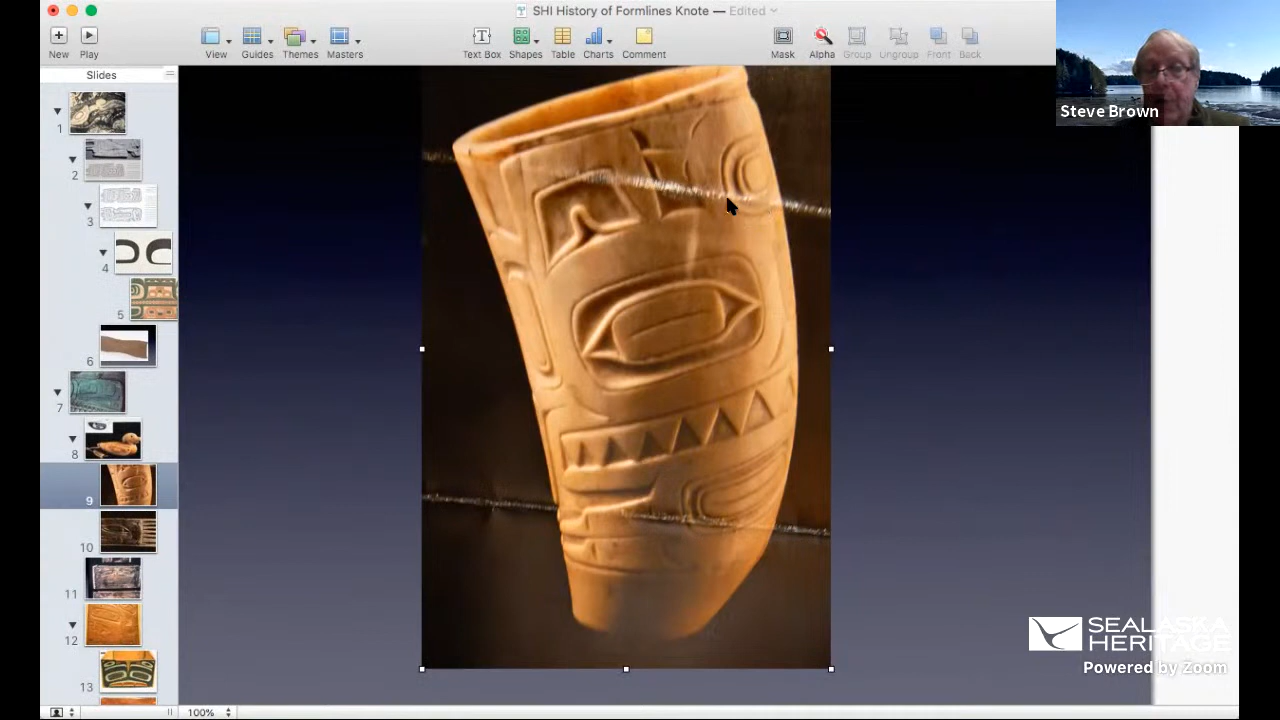 SHI History of Formlines Knote — Edited
New Play View Guides Themes Masters Text Box Shapes Table Charts Comment Mask Alpha Group Ungroup Front Back
Slides
Steve Brown
1
2
3
4
5
6
7
8
9
10
11
12
13
SEALASKA
HERITAGE
Powered by Zoom
100%